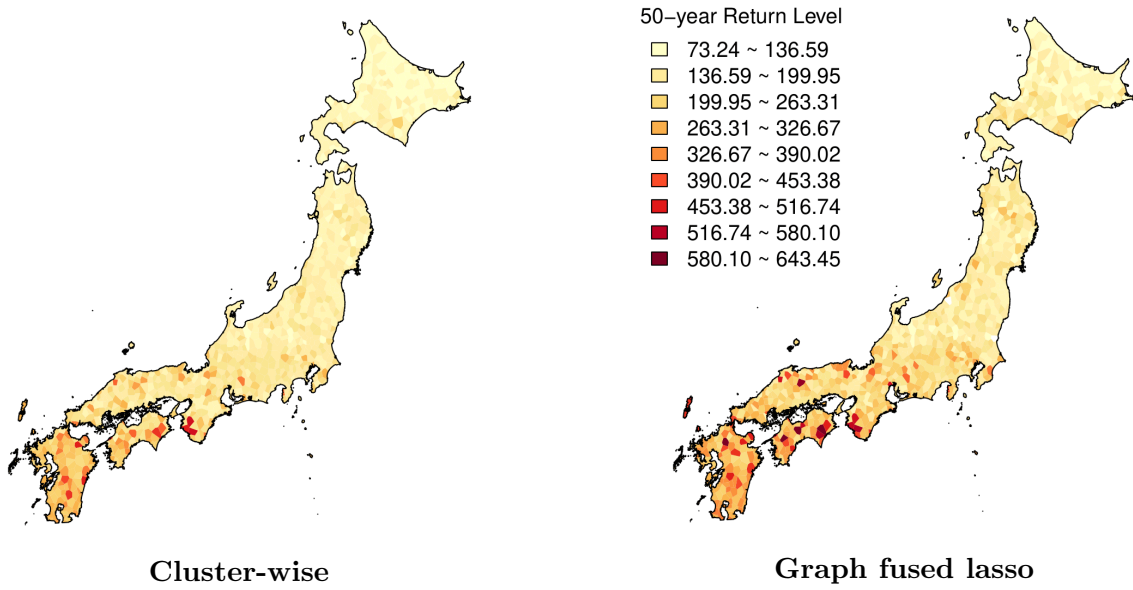 50−year Return Level
73.24 ~ 136.59
136.59 ~ 199.95
199.95 ~ 263.31
263.31 ~ 326.67
326.67 ~ 390.02
390.02 ~ 453.38
453.38 ~ 516.74
516.74 ~ 580.10
580.10 ~ 643.45
Cluster-wise
Graph fused lasso